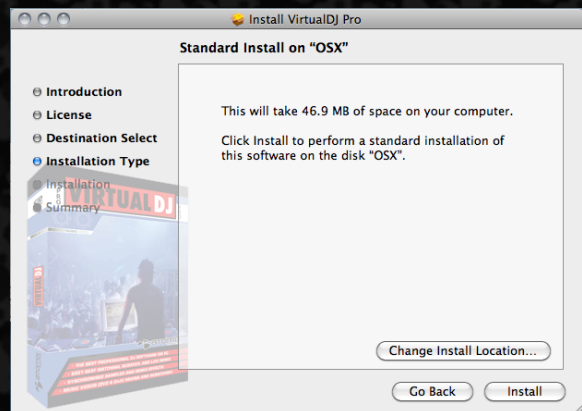 Install VirtualDJ Pro
Standard Install on “OSX”
Introduction
License
Destination Select
Installation Type
Installation
Summary
This will take 46.9 MB of space on your computer.
Click Install to perform a standard installation of
this software on the disk “OSX”.
VIRTUAL DJ
VIRTUAL DJ
Change Install Location...
Go Back
Install